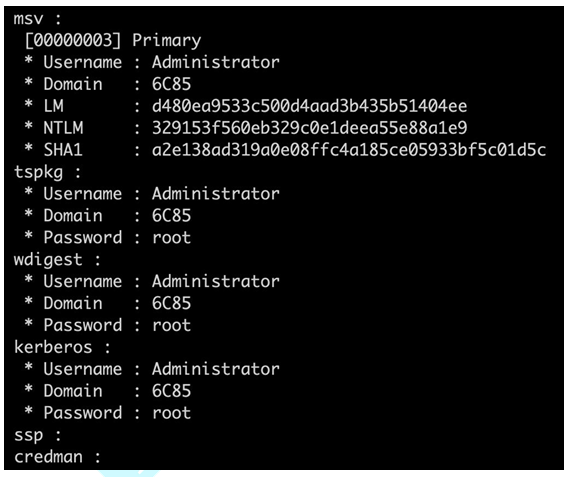 msv :
[00000003] Primary
* Username : Administrator
* Domain : 6C85
* LM : d480ea9533c500d4aad3b435b51404ee
* NTLM : 329153f560eb329c0e1deea55e88a1e9
* SHA1 : a2e138ad319a0e08ffc4a185ce05933bf5c01d5c
tspkg :
* Username : Administrator
* Domain : 6C85
* Password : root
wdigest :
* Username : Administrator
* Domain : 6C85
* Password : root
kerberos :
* Username : Administrator
* Domain : 6C85
* Password : root
ssp :
credman :